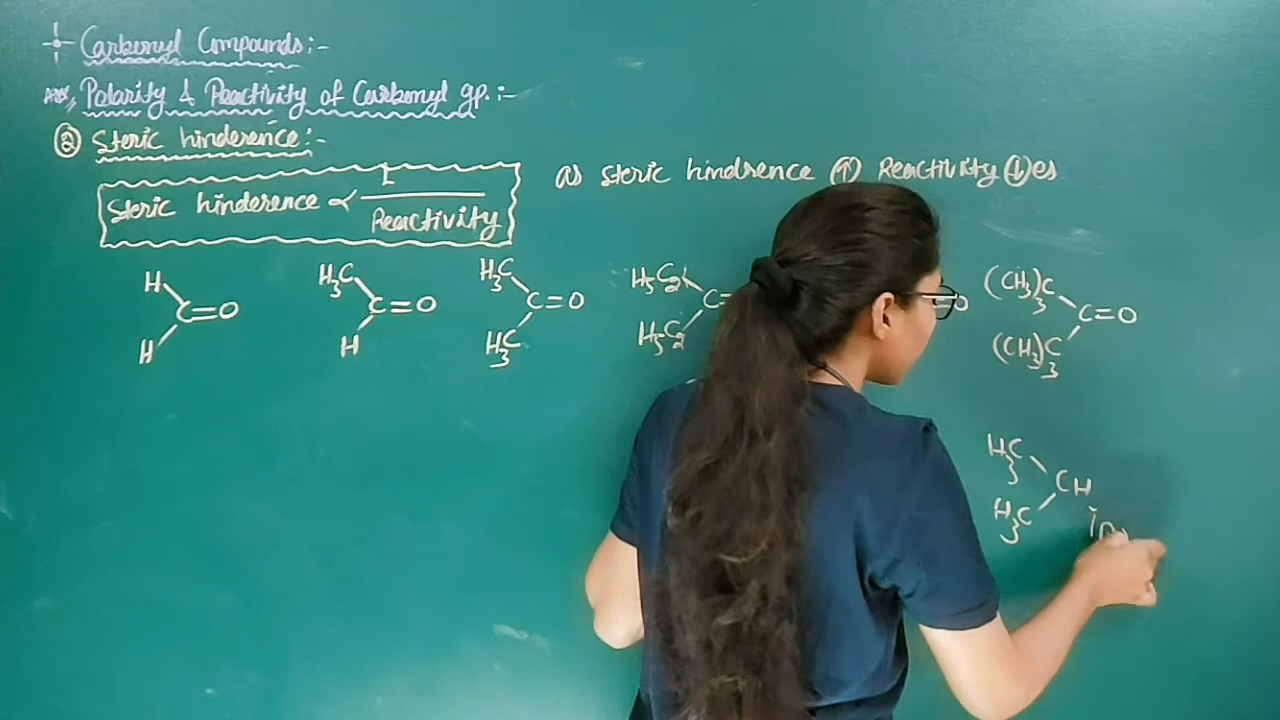 Carbonyl Compounds:-
Polarity & Reactivity of Carbonyl gp.:-
② Steric hinderence:-
Steric hinderence ∝ 1/Reactivity
as steric hindrence (↑) Reactivity (↓)es
H H C=O
H₃C H C=O
H₃C H₃C C=O
H₅C₂ H₅C₂ C=
O
(CH₃)₃C (CH₃)₃C C=O
H₃C H₃C CH